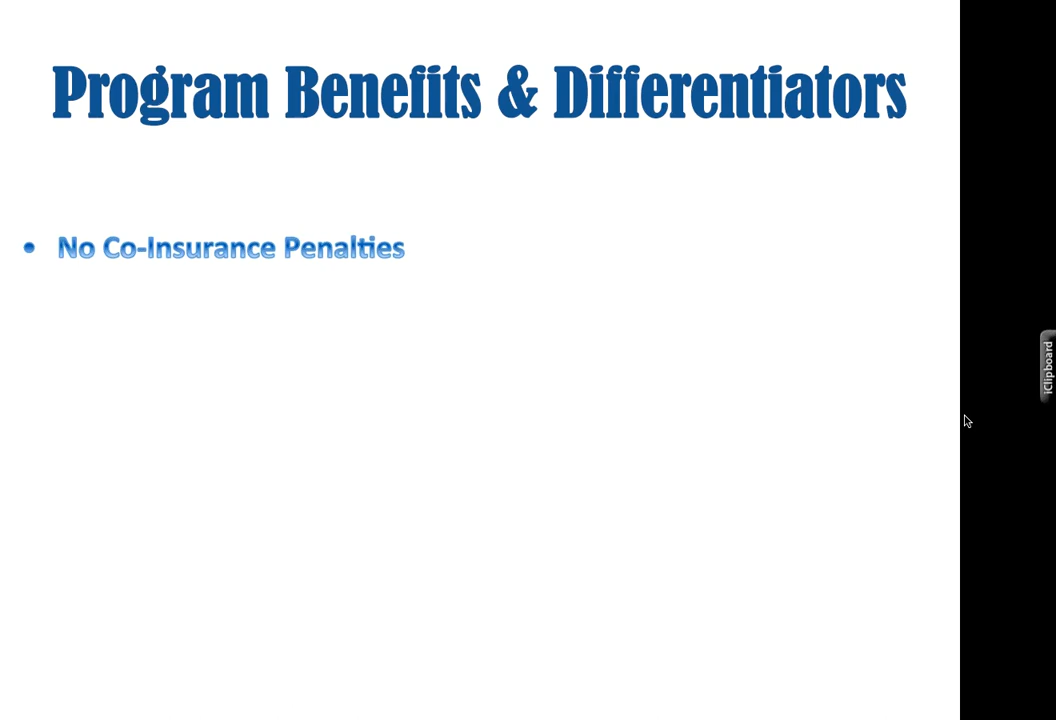 Program Benefits & Differentiators
• No Co-Insurance Penalties
iClipboard